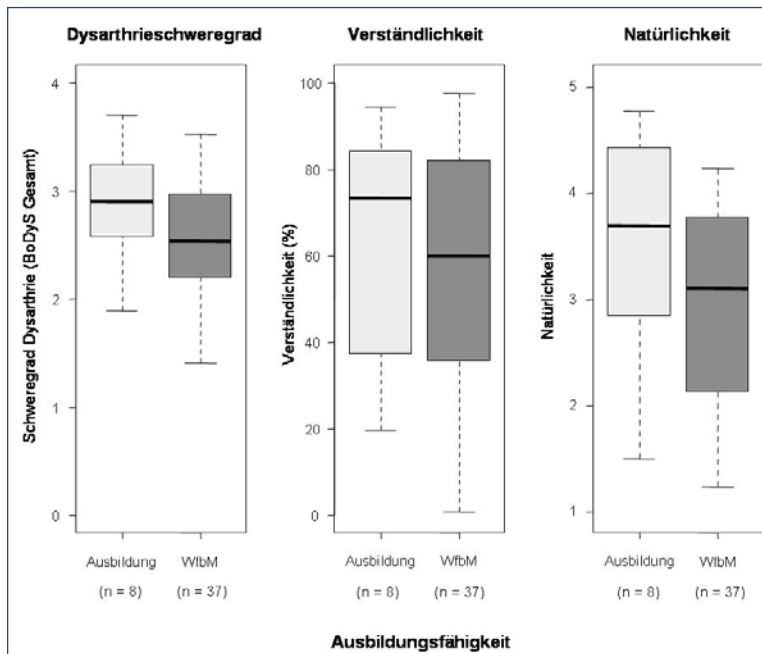 Dysarthrieschweregrad
Schweregrad Dysarthrie (BoDyS Gesamt)
4
3
2
1
0
Ausbildung WfbM
(n = 8) (n = 37)
Verständlichkeit
Verständlichkeit (%)
100
80
60
40
20
0
Ausbildung WfbM
(n = 8) (n = 37)
Natürlichkeit
Natürlichkeit
5
4
3
2
1
Ausbildung WfbM
(n = 8) (n = 37)
Ausbildungsfähigkeit